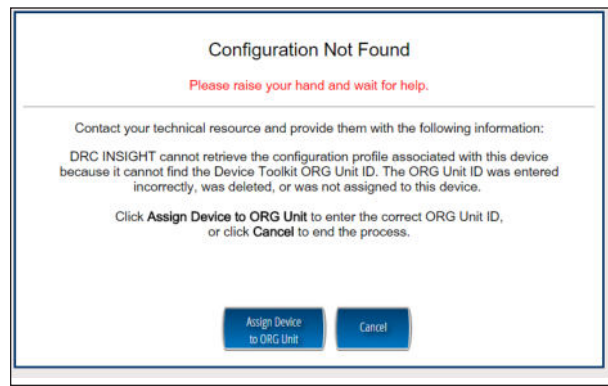 Configuration Not Found
Please raise your hand and wait for help.
Contact your technical resource and provide them with the following information:
DRC INSIGHT cannot retrieve the configuration profile associated with this device
because it cannot find the Device Toolkit ORG Unit ID. The ORG Unit ID was entered
incorrectly, was deleted, or was not assigned to this device.
Click Assign Device to ORG Unit to enter the correct ORG Unit ID,
or click Cancel to end the process.
Assign Device
to ORG Unit
Cancel